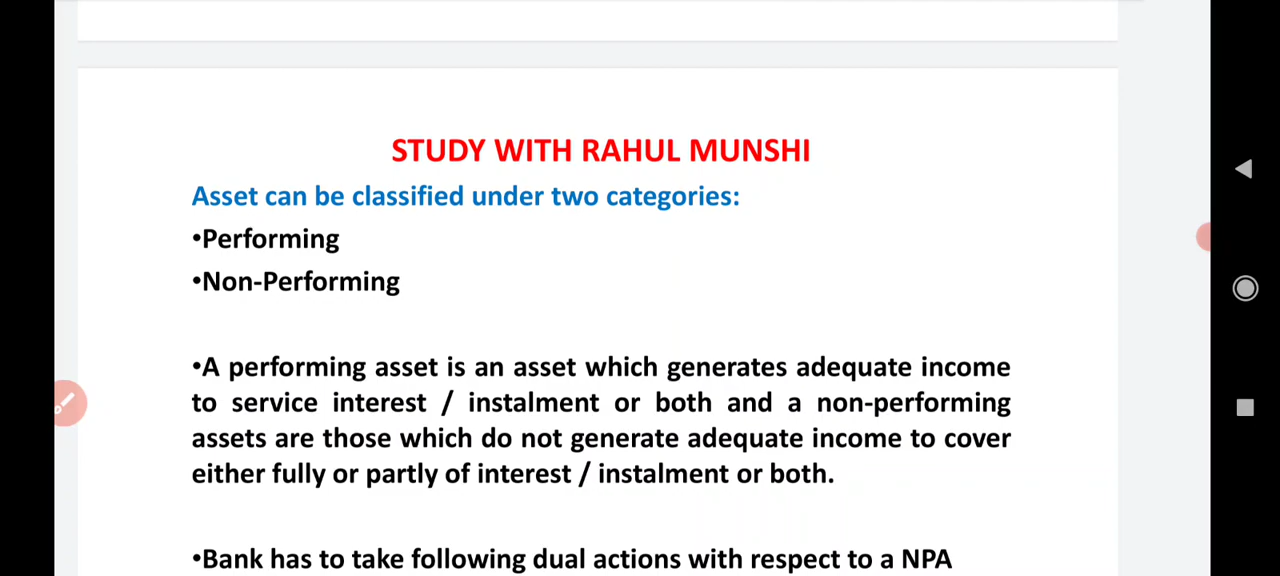 STUDY WITH RAHUL MUNSHI
Asset can be classified under two categories:
•Performing
•Non-Performing
•A performing asset is an asset which generates adequate income
to service interest / instalment or both and a non-performing
assets are those which do not generate adequate income to cover
either fully or partly of interest / instalment or both.
•Bank has to take following dual actions with respect to a NPA